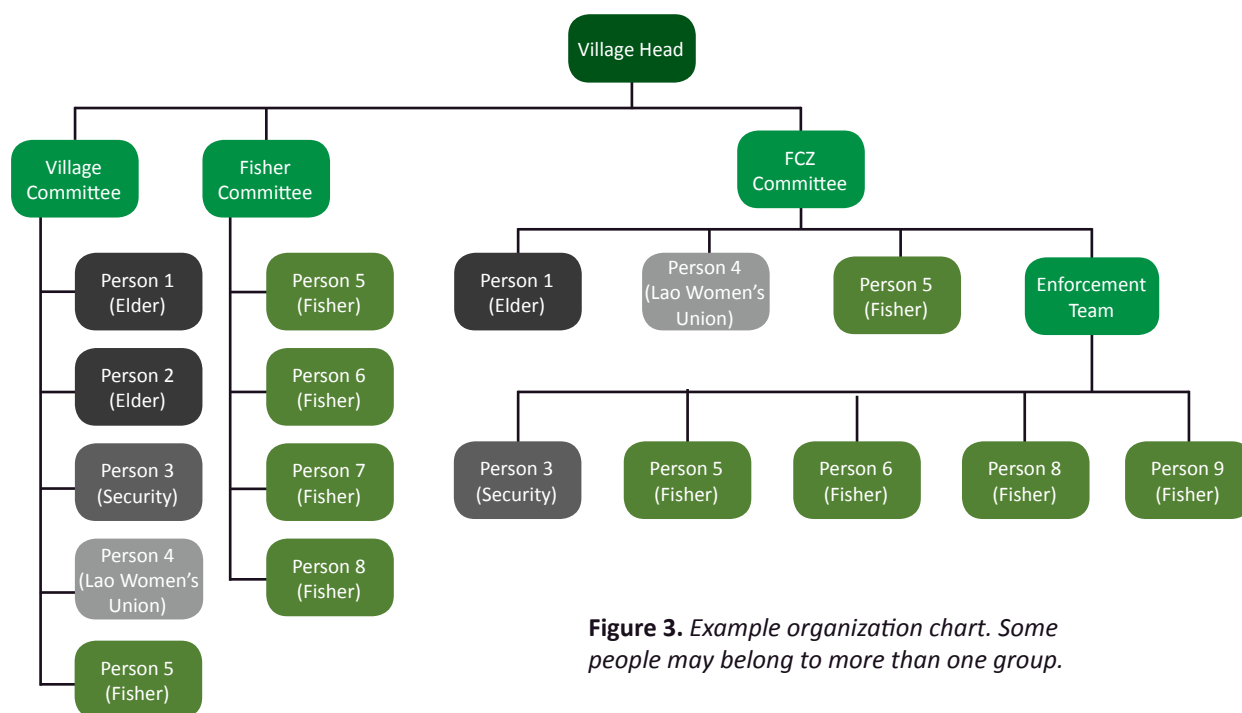 Village Head
Village
Committee
Fisher
Committee
FCZ
Committee
Person 1
(Elder)
Person 2
(Elder)
Person 3
(Security)
Person 4
(Lao Women’s
Union)
Person 5
(Fisher)
Person 5
(Fisher)
Person 6
(Fisher)
Person 7
(Fisher)
Person 8
(Fisher)
Person 1
(Elder)
Person 4
(Lao Women’s
Union)
Person 5
(Fisher)
Enforcement
Team
Person 3
(Security)
Person 5
(Fisher)
Person 6
(Fisher)
Person 8
(Fisher)
Person 9
(Fisher)
Figure 3. Example organization chart. Some
people may belong to more than one group.